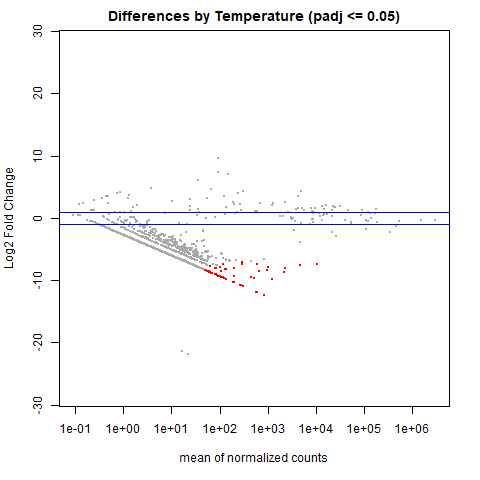 Differences by Temperature (padj <= 0.05)
Log2 Fold Change
30
20
10
0
-10
-20
-30
1e-01 1e+00 1e+01 1e+02 1e+03 1e+04 1e+05 1e+06
mean of normalized counts